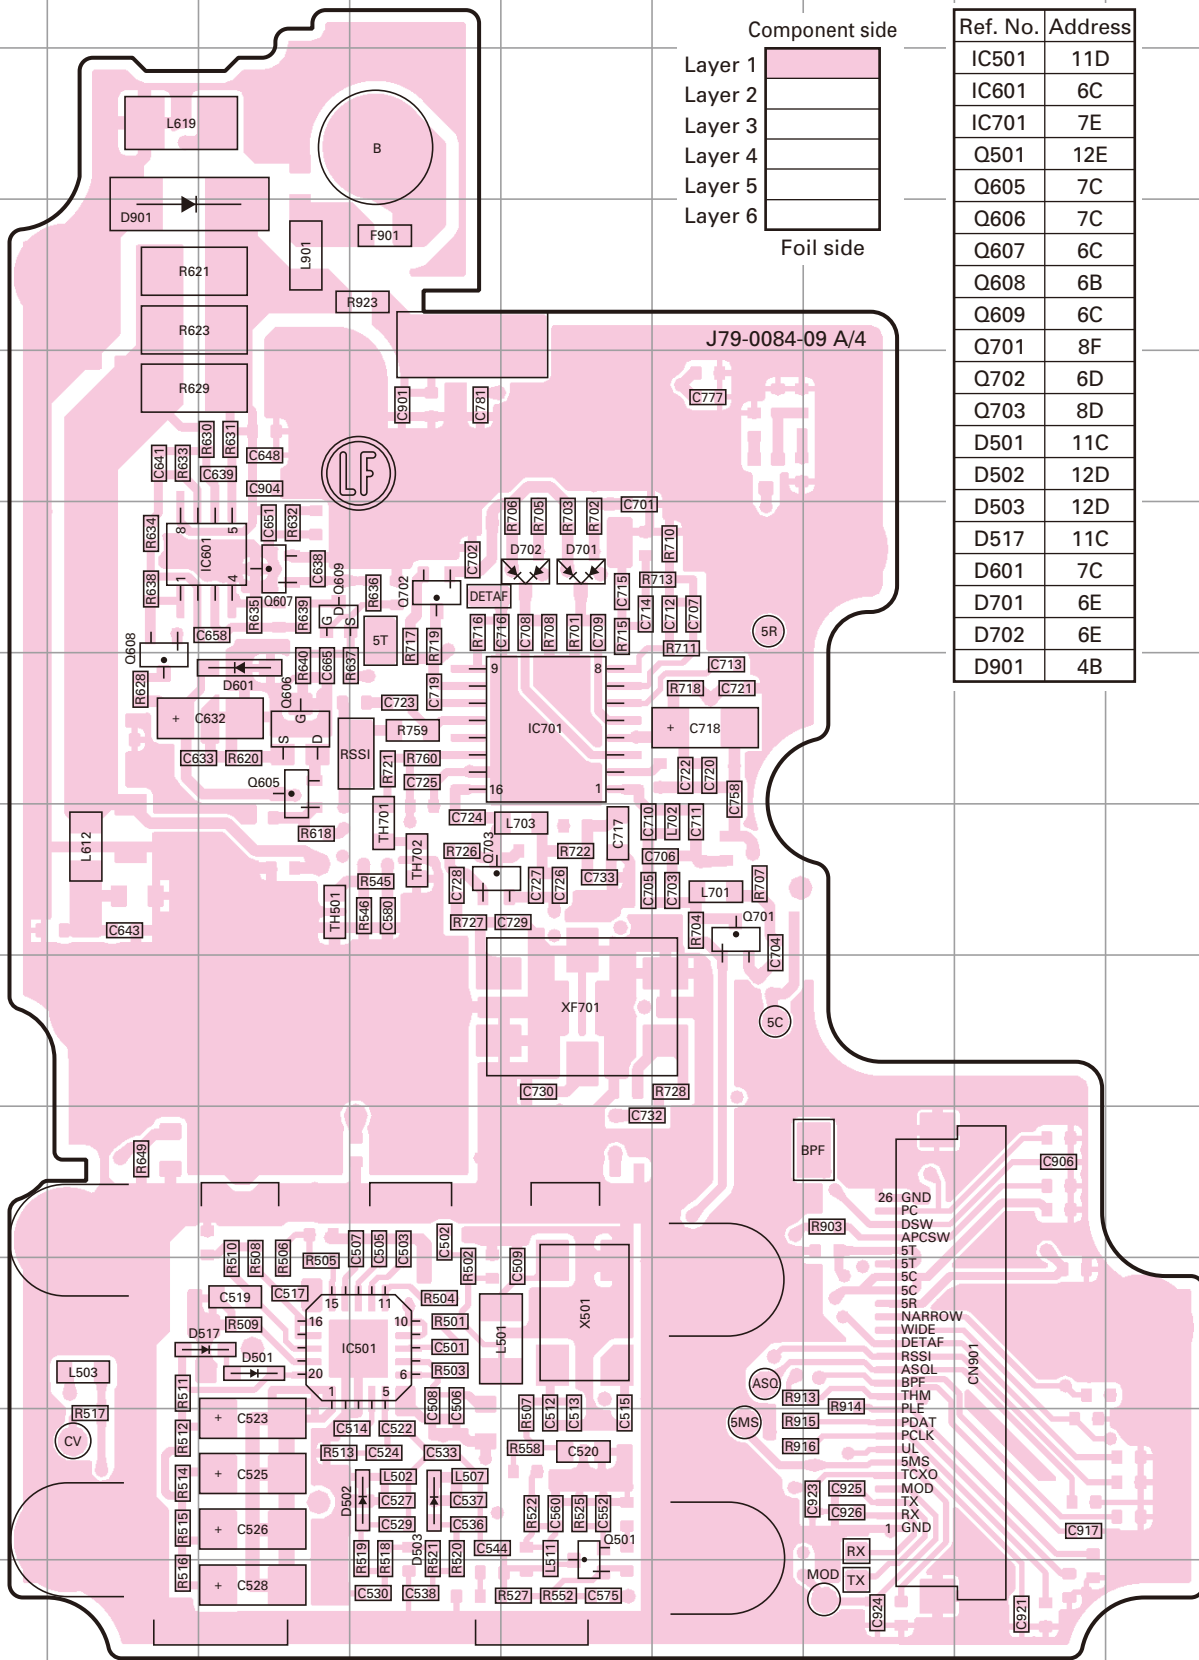 Component side
Layer 1
Layer 2
Layer 3
Layer 4
Layer 5
Layer 6
Foil side
Ref. No. Address
IC501 11D
IC601 6C
IC701 7E
Q501 12E
Q605 7C
Q606 7C
Q607 6C
Q608 6B
Q609 6C
Q701 8F
Q702 6D
Q703 8D
D501 11C
D502 12D
D503 12D
D517 11C
D601 7C
D701 6E
D702 6E
D901 4B
L619
B
D901
F901
L901
R621
R923
R623
J79-0084-09 A/4
R629
C901
C781
C777
R630
R631
C641
R633
C648
C639
C904
LF
R634
8
5
C651
R632
IC601
R706
R705
R703
R702
C701
R710
D702 D701
C702
R638
1
4
C638
Q609
Q607
R636
Q702
DETAF
R713
C715
C714
C712
C707
R635
R639
G
D
S
5T
R717
R719
R716
C716
C708
R708
R701
C709
R715
5R
C658
Q608
R711
R640
C665
R637
C713
D601
R628
Q606
9
8
C719
R718 C721
+ C632
G
S
D
C723
RSSI
R759
IC701
+ C718
C633 R620
R721
R760
C725
C722
C720
Q605
16
1
C758
TH701
C724
L703
C717
C710
L702
C711
L612
R618
TH702
R726
Q703
R722
C706
C728
C727
C726
C733
C705
C703
L701
R707
R545
TH501
R546
C580
R727 C729
R704
Q701
C704
C643
XF701
5C
C730
R728
C732
R649
BPF
C906
26 GND
PC
DSW
APCSW
5T
5T
5C
5C
5R
NARROW
WIDE
DETAF
RSSI
ASQL
BPF
THM
PLE
PDAT
PCLK
UL
5MS
TCXO
MOD
TX
RX
1 GND
CN901
R903
R510
R508
R506
R505
C507
C505
C503
C502
R502
C509
C519
C517
15
11
R504
R509
16
10
R501
L501
X501
D517
IC501
C501
D501
20
6
R503
L503
1
5
ASQ
R511
R913
R914
R517
C508
C506
R507
C512
C513
C515
+ C523
5MS
R915
CV
R512
C514 C522
R916
R513 C524 C533
R558
C520
+ C525
L502
L507
R514
D502
C527
C537
C923
C925
R522
C560
R525
C552
C529
C536
C926
+ C526
R515
D503
Q501
C917
R519
R518
R521
R520
C544
L511
RX
R516
+ C528
MOD
TX
C530 C538
R527 R552 C575
C924
C921